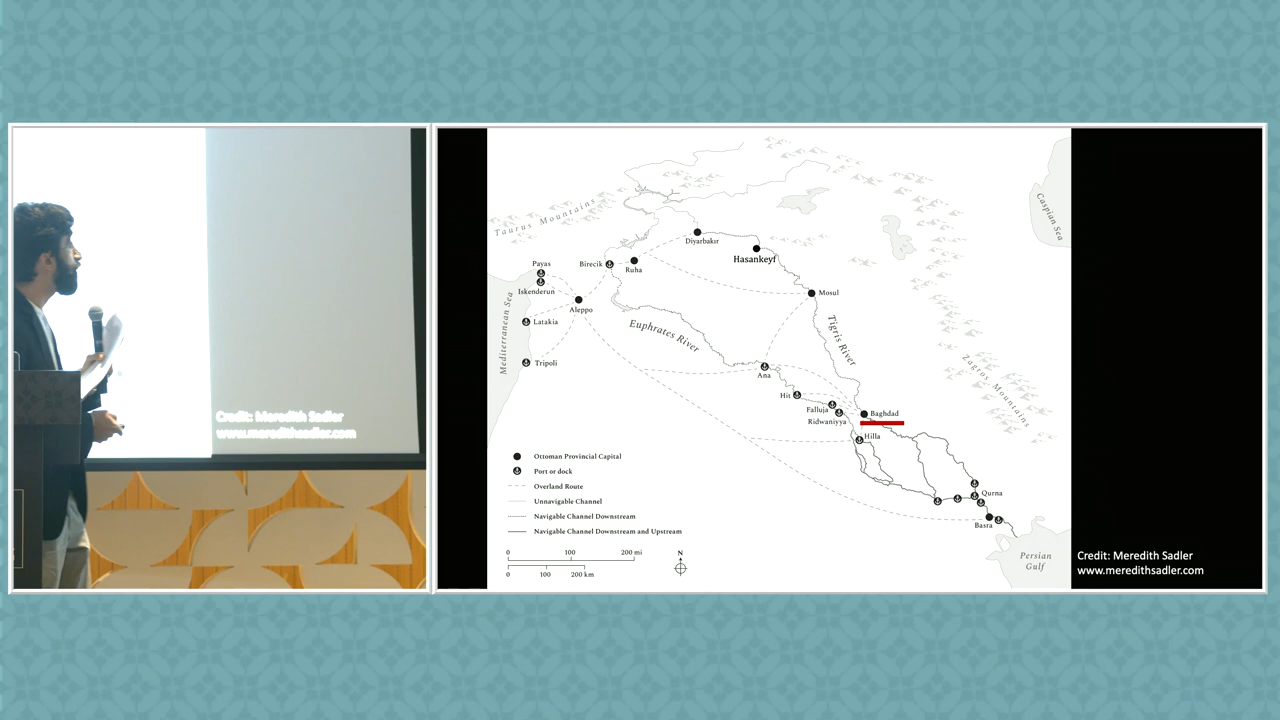 Credit: Meredith Sadler
www.meredithsadler.com
Taurus Mountains
Caspian Sea
Diyarbakır
Hasankeyf
Payas
Birecik
Ruha
Iskenderun
Mosul
Aleppo
Mediterranean Sea
Latakia
Euphrates River
Tigris River
Tripoli
Ana
Zagros Mountains
Hit
Falluja
Baghdad
Ridwaniyya
Hilla
Ottoman Provincial Capital
Port or dock
Overland Route
Unnavigable Channel
Navigable Channel Downstream
Navigable Channel Downstream and Upstream
Qurna
Basra
0 100 200 mi
0 100 200 km
N
Persian
Gulf
Credit: Meredith Sadler
www.meredithsadler.com